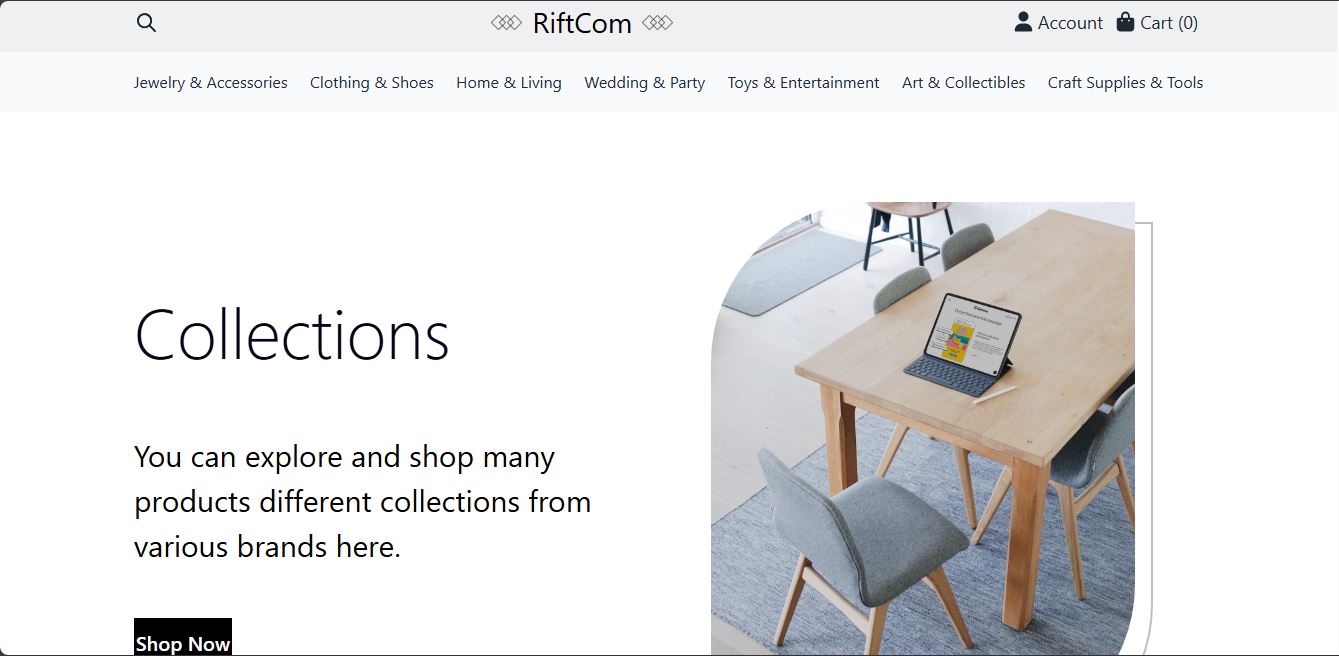 RiftCom
Account
Cart (0)
Jewelry & Accessories
Clothing & Shoes
Home & Living
Wedding & Party
Toys & Entertainment
Art & Collectibles
Craft Supplies & Tools
Collections
You can explore and shop many
products different collections from
various brands here.
Shop Now